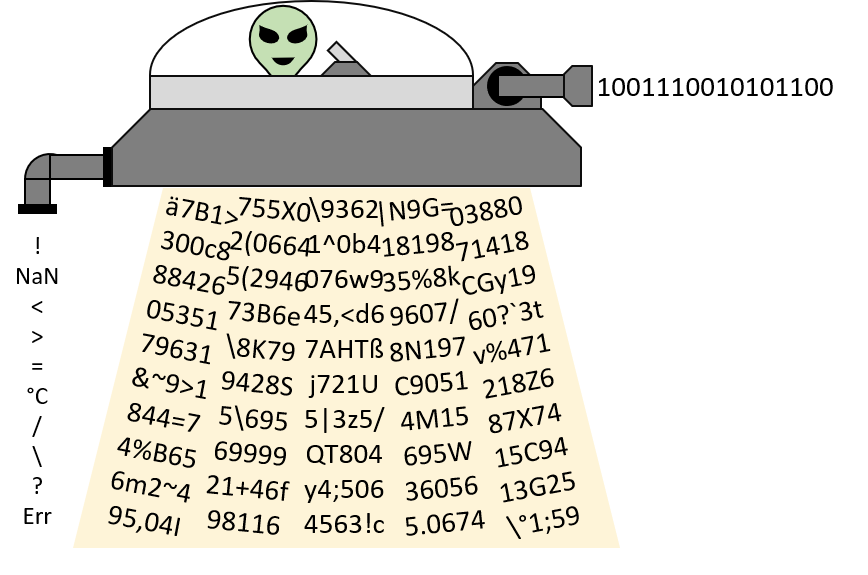 1001110010101100
ä7B1> 755X0 \9362| N9G= 03880
300c8 2(0664 1^0b4 18198 71418
88426 5(2946 076w9 35%8k CGy19
05351 73B6e 45,<d6 9607/ 60?`3t
79631 \8K79 7AHTß 8N197 v%471
&~9>1 9428S j721U C9051 218Z6
844=7 5\695 5|3z5/ 4M15 87X74
4%B65 69999 QT804 695W 15C94
6m2~4 21+46f y4;506 36056 13G25
95,04l 98116 4563!c 5.0674 \°1;59
!
NaN
<
>
=
°C
/
\
?
Err